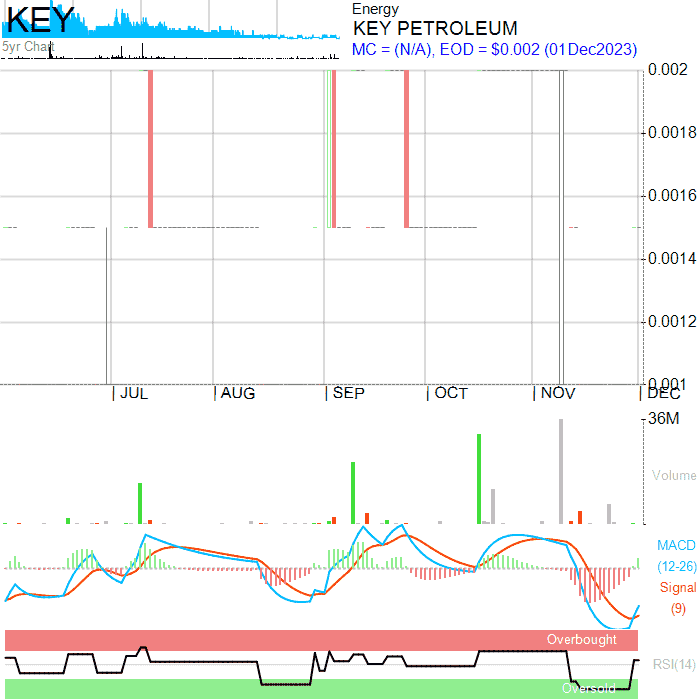 KEY
5yr Chart
Energy
KEY PETROLEUM
MC = (N/A), EOD = $0.002 (01Dec2023)
0.002
0.0018
0.0016
0.0014
0.0012
0.001
| JUL | AUG | SEP | OCT | NOV | DEC
36M
Volume
MACD
(12-26)
Signal
(9)
Overbought
RSI(14)
Oversold